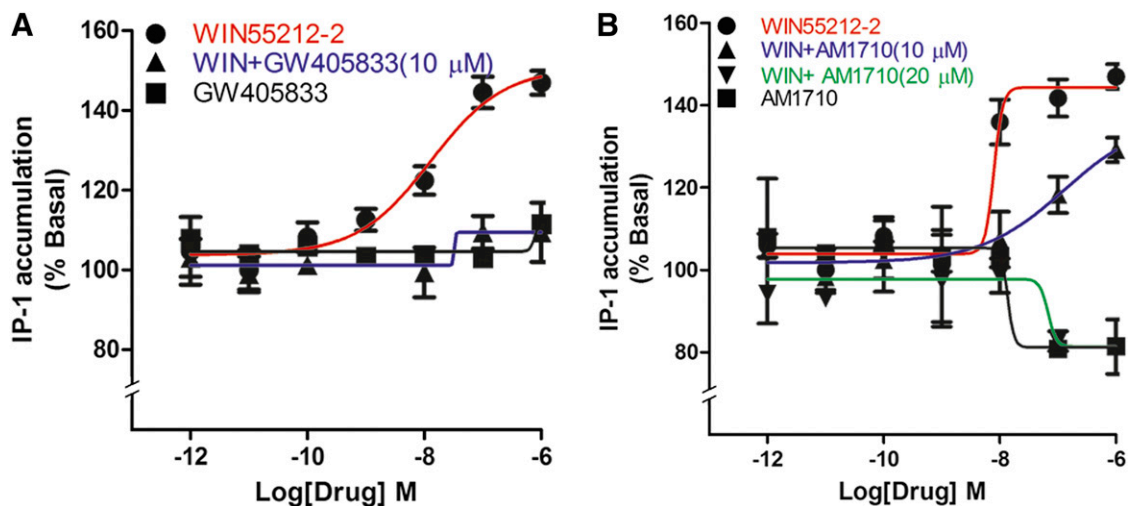 A
WIN55212-2
WIN+GW405833(10 μM)
GW405833
160
140
120
100
80
IP-1 accumulation
(% Basal)
-12
-10
-8
-6
Log[Drug] M
B
WIN55212-2
WIN+AM1710(10 μM)
WIN+ AM1710(20 μM)
AM1710
160
140
120
100
80
IP-1 accumulation
(% Basal)
-12
-10
-8
-6
Log[Drug] M